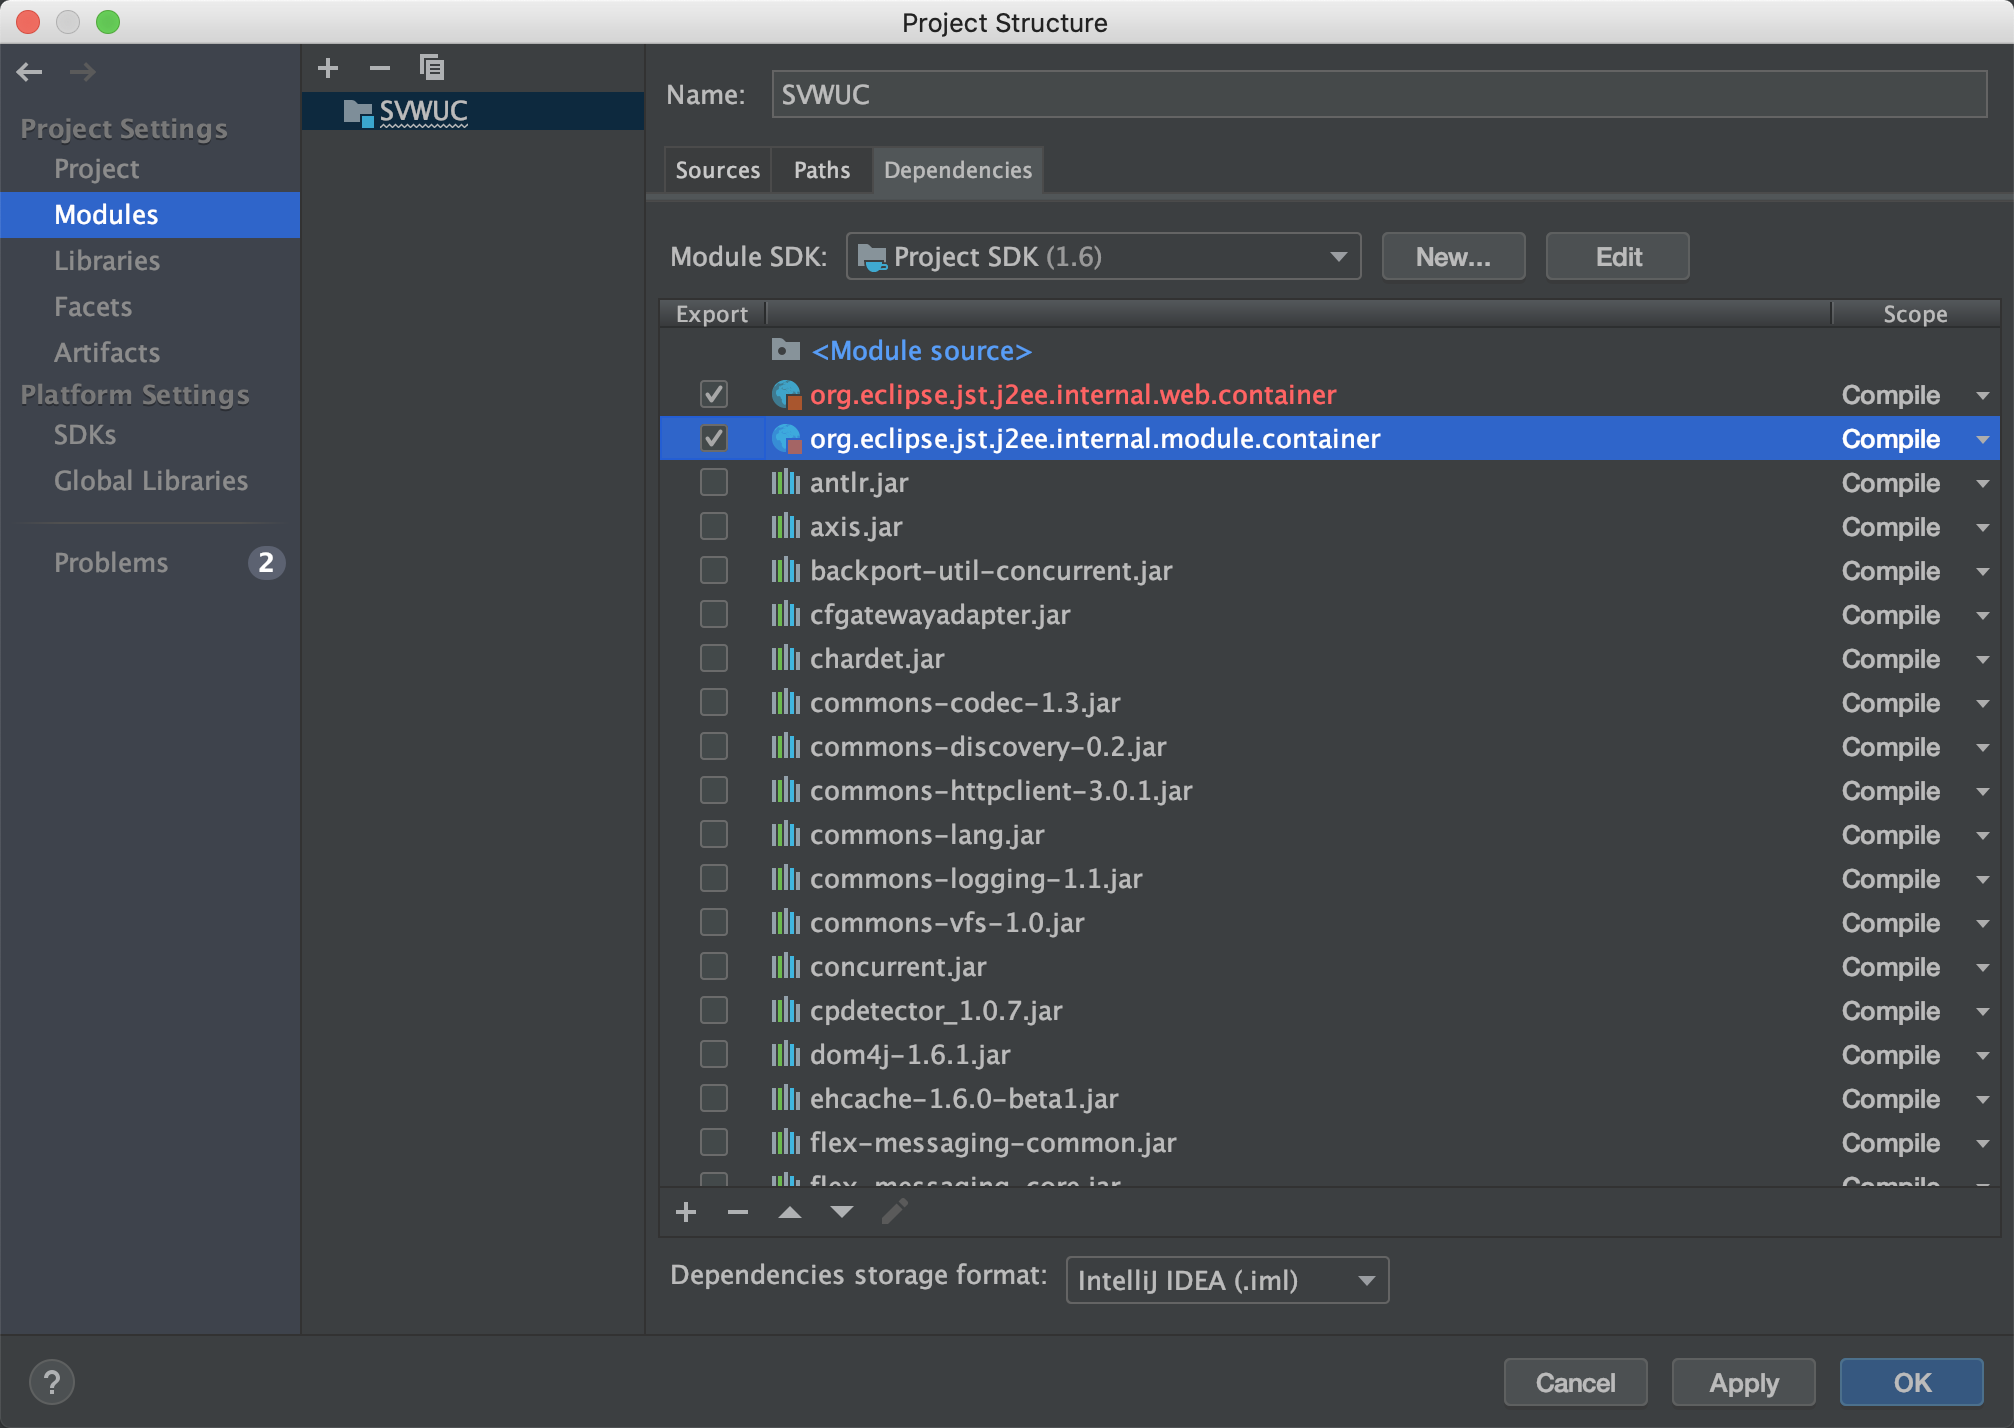 Project Structure
Project Settings
Project
Modules
Libraries
Facets
Artifacts
Platform Settings
SDKs
Global Libraries
Problems 2
SVWUC
Name: SVWUC
Sources Paths Dependencies
Module SDK: Project SDK (1.6) New... Edit
Export Scope
<Module source>
org.eclipse.jst.j2ee.internal.web.container Compile
org.eclipse.jst.j2ee.internal.module.container Compile
antlr.jar Compile
axis.jar Compile
backport-util-concurrent.jar Compile
cfgatewayadapter.jar Compile
chardet.jar Compile
commons-codec-1.3.jar Compile
commons-discovery-0.2.jar Compile
commons-httpclient-3.0.1.jar Compile
commons-lang.jar Compile
commons-logging-1.1.jar Compile
commons-vfs-1.0.jar Compile
concurrent.jar Compile
cpdetector_1.0.7.jar Compile
dom4j-1.6.1.jar Compile
ehcache-1.6.0-beta1.jar Compile
flex-messaging-common.jar Compile
flex-messaging-core.jar Compile
Dependencies storage format: IntelliJ IDEA (.iml)
? Cancel Apply OK